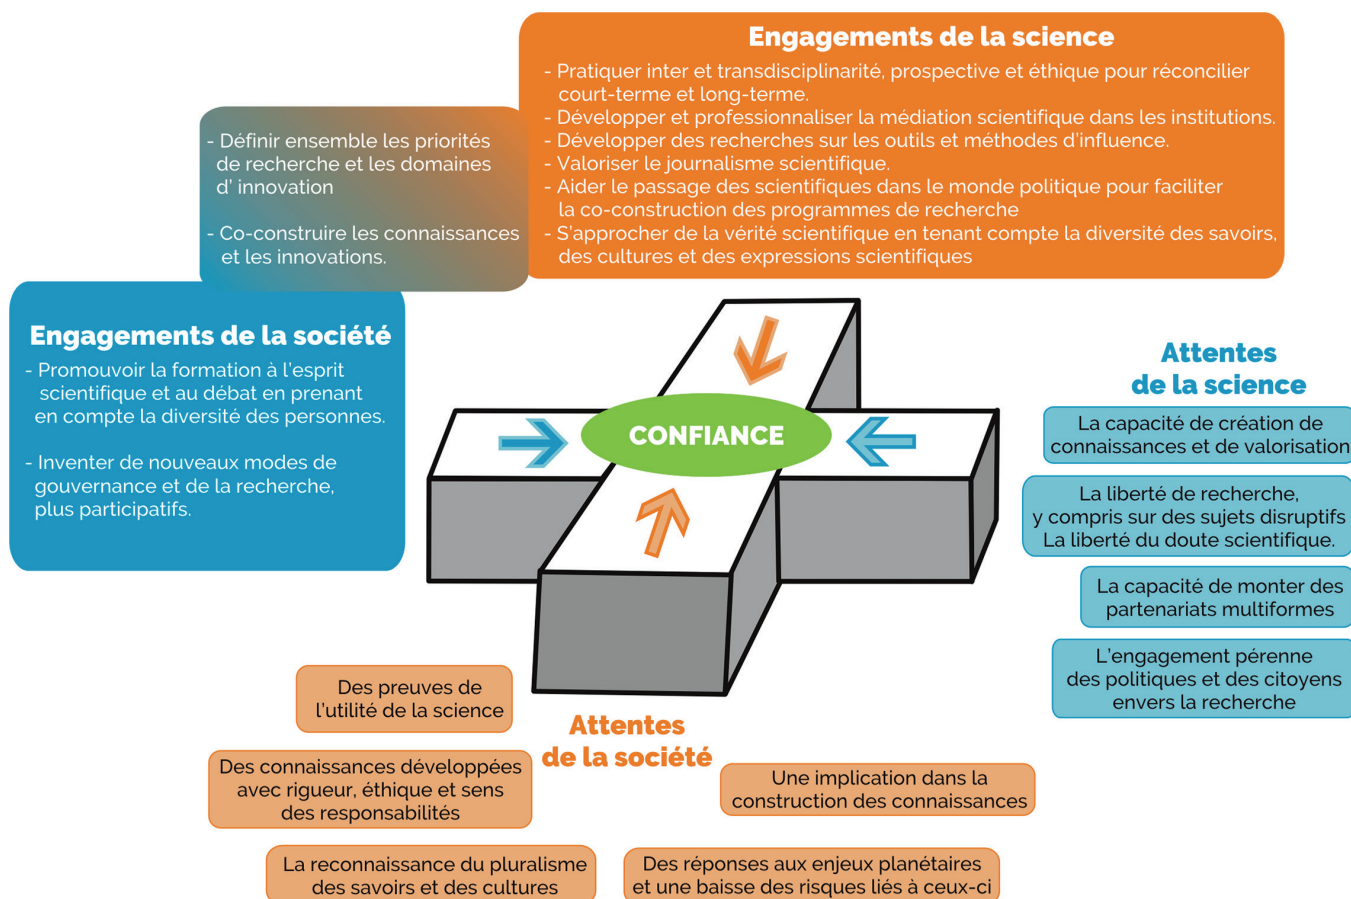 Engagements de la science
- Pratiquer inter et transdisciplinarité, prospective et éthique pour réconcilier
court-terme et long-terme.
- Développer et professionnaliser la médiation scientifique dans les institutions.
- Développer des recherches sur les outils et méthodes d'influence.
- Valoriser le journalisme scientifique.
- Aider le passage des scientifiques dans le monde politique pour faciliter
la co-construction des programmes de recherche
- S'approcher de la vérité scientifique en tenant compte la diversité des savoirs,
des cultures et des expressions scientifiques
- Définir ensemble les priorités
de recherche et les domaines
d' innovation
- Co-construire les connaissances
et les innovations.
Engagements de la société
- Promouvoir la formation à l'esprit
scientifique et au débat en prenant
en compte la diversité des personnes.
- Inventer de nouveaux modes de
gouvernance et de la recherche,
plus participatifs.
CONFIANCE
Attentes
de la science
La capacité de création de
connaissances et de valorisation
La liberté de recherche,
y compris sur des sujets disruptifs
La liberté du doute scientifique.
La capacité de monter des
partenariats multiformes
L'engagement pérenne
des politiques et des citoyens
envers la recherche
Attentes
de la société
Des preuves de
l'utilité de la science
Des connaissances développées
avec rigueur, éthique et sens
des responsabilités
La reconnaissance du pluralisme
des savoirs et des cultures
Une implication dans la
construction des connaissances
Des réponses aux enjeux planétaires
et une baisse des risques liés à ceux-ci